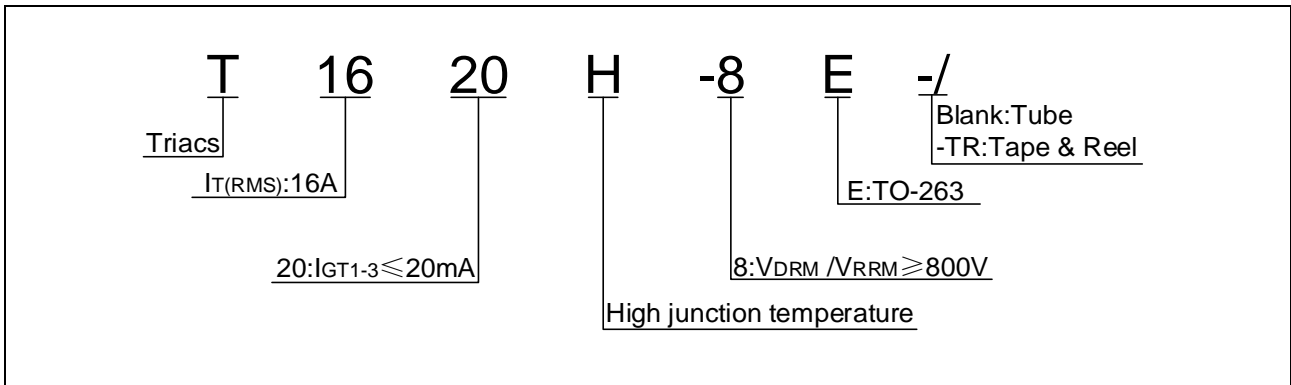 T 16 20 H -8 E -/
Blank:Tube
Triacs
-TR:Tape & Reel
IT(RMS):16A
E:TO-263
20:IGT1-3≤20mA
8:VDRM /VRRM≥800V
High junction temperature